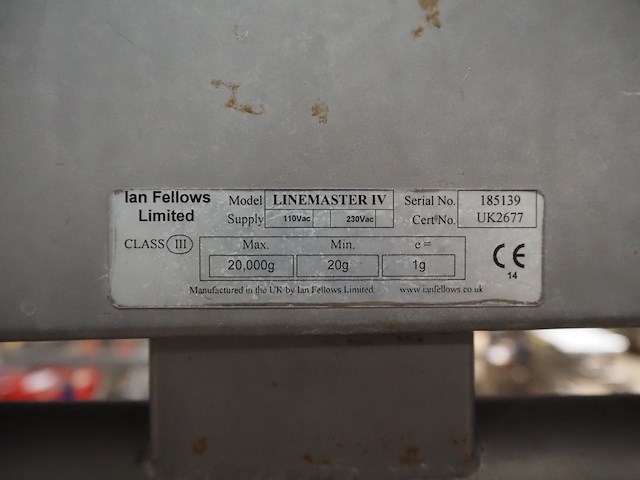 Ian Fellows Limited
Model LINEMASTER IV Serial No. 185139
Supply 110Vac 230Vac Cert No. UK2677
CLASS III
Max. Min. e=
20,000g 20g 1g
CE 14
Manufactured in the UK by Ian Fellows Limited. www.ianfellows.co.uk